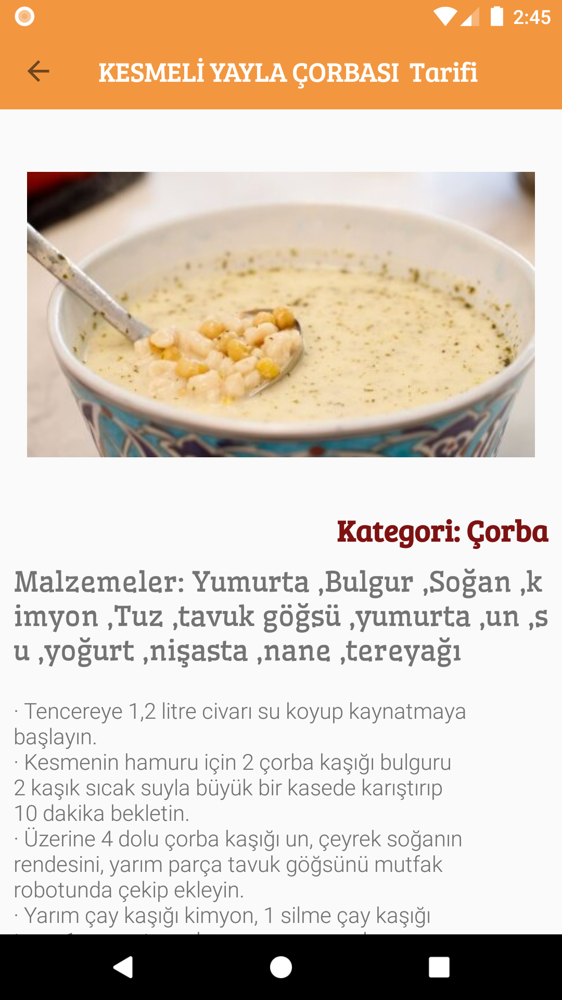 2:45
KESMELİ YAYLA ÇORBASI Tarifi
Kategori: Çorba
Malzemeler: Yumurta ,Bulgur ,Soğan ,k
imyon ,Tuz ,tavuk göğsü ,yumurta ,un ,s
u ,yoğurt ,nişasta ,nane ,tereyağı
· Tencereye 1,2 litre civarı su koyup kaynatmaya
başlayın.
· Kesmenin hamuru için 2 çorba kaşığı bulguru
2 kaşık sıcak suyla büyük bir kasede karıştırıp
10 dakika bekletin.
· Üzerine 4 dolu çorba kaşığı un, çeyrek soğanın
rendesini, yarım parça tavuk göğsünü mutfak
robotunda çekip ekleyin.
· Yarım çay kaşığı kimyon, 1 silme çay kaşığı